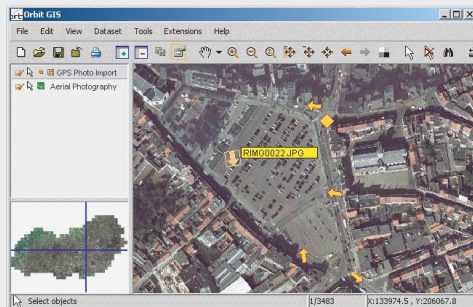 Orbit GIS
File Edit View Dataset Tools Extensions Help
GPS Photo Import
Aerial Photography
RIMG0022.JPG
Select objects
1/3483
X:133974.5 , Y:206067.8